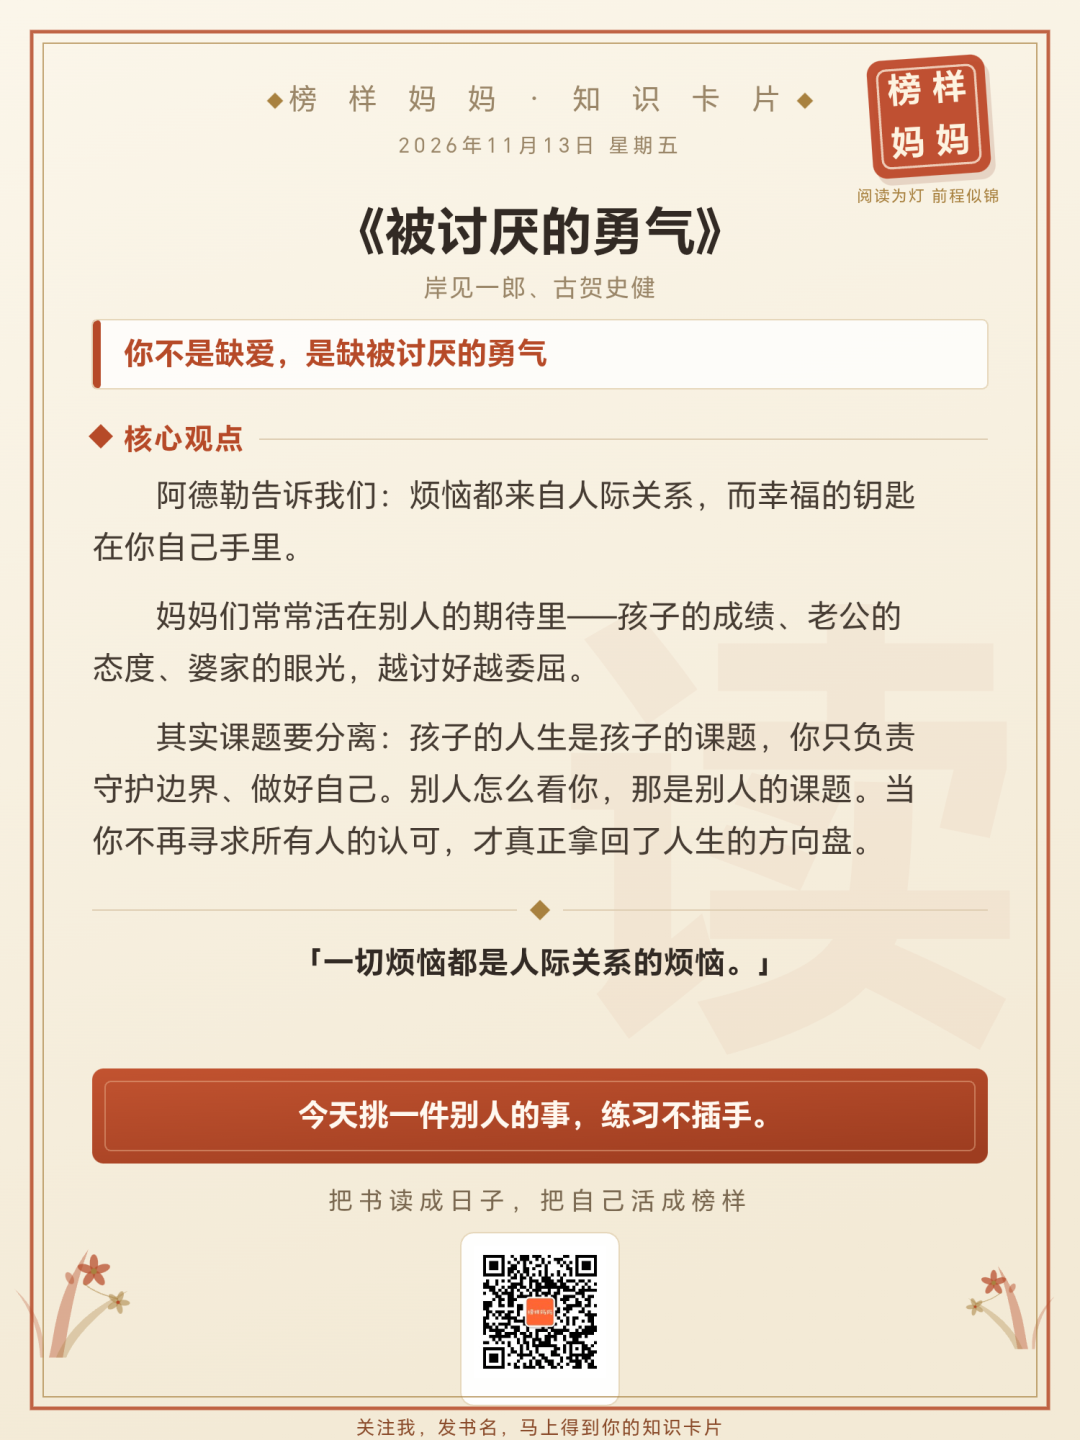 榜样妈妈·知识卡片
2026年11月13日 星期五
榜样
妈妈
阅读为灯 前程似锦
《被讨厌的勇气》
岸见一郎、古贺史健
你不是缺爱，是缺被讨厌的勇气
核心观点
阿德勒告诉我们：烦恼都来自人际关系，而幸福的钥匙
在你自己手里。
妈妈们常常活在别人的期待里——孩子的成绩、老公的
态度、婆家的眼光，越讨好越委屈。
其实课题要分离：孩子的人生是孩子的课题，你只负责
守护边界、做好自己。别人怎么看你，那是别人的课题。当
你不再寻求所有人的认可，才真正拿回了人生的方向盘。
读
「一切烦恼都是人际关系的烦恼。」
今天挑一件别人的事，练习不插手。
把书读成日子，把自己活成榜样
榜样妈妈
关注我，发书名，马上得到你的知识卡片